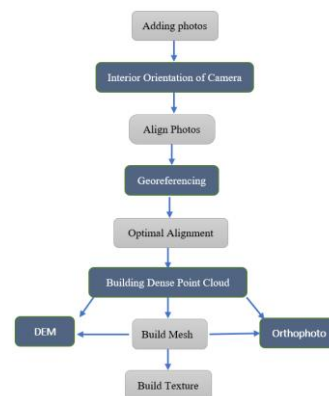 Adding photos
Interior Orientation of Camera
Align Photos
Georeferencing
Optimal Alignment
Building Dense Point Cloud
DEM
Build Mesh
Orthophoto
Build Texture